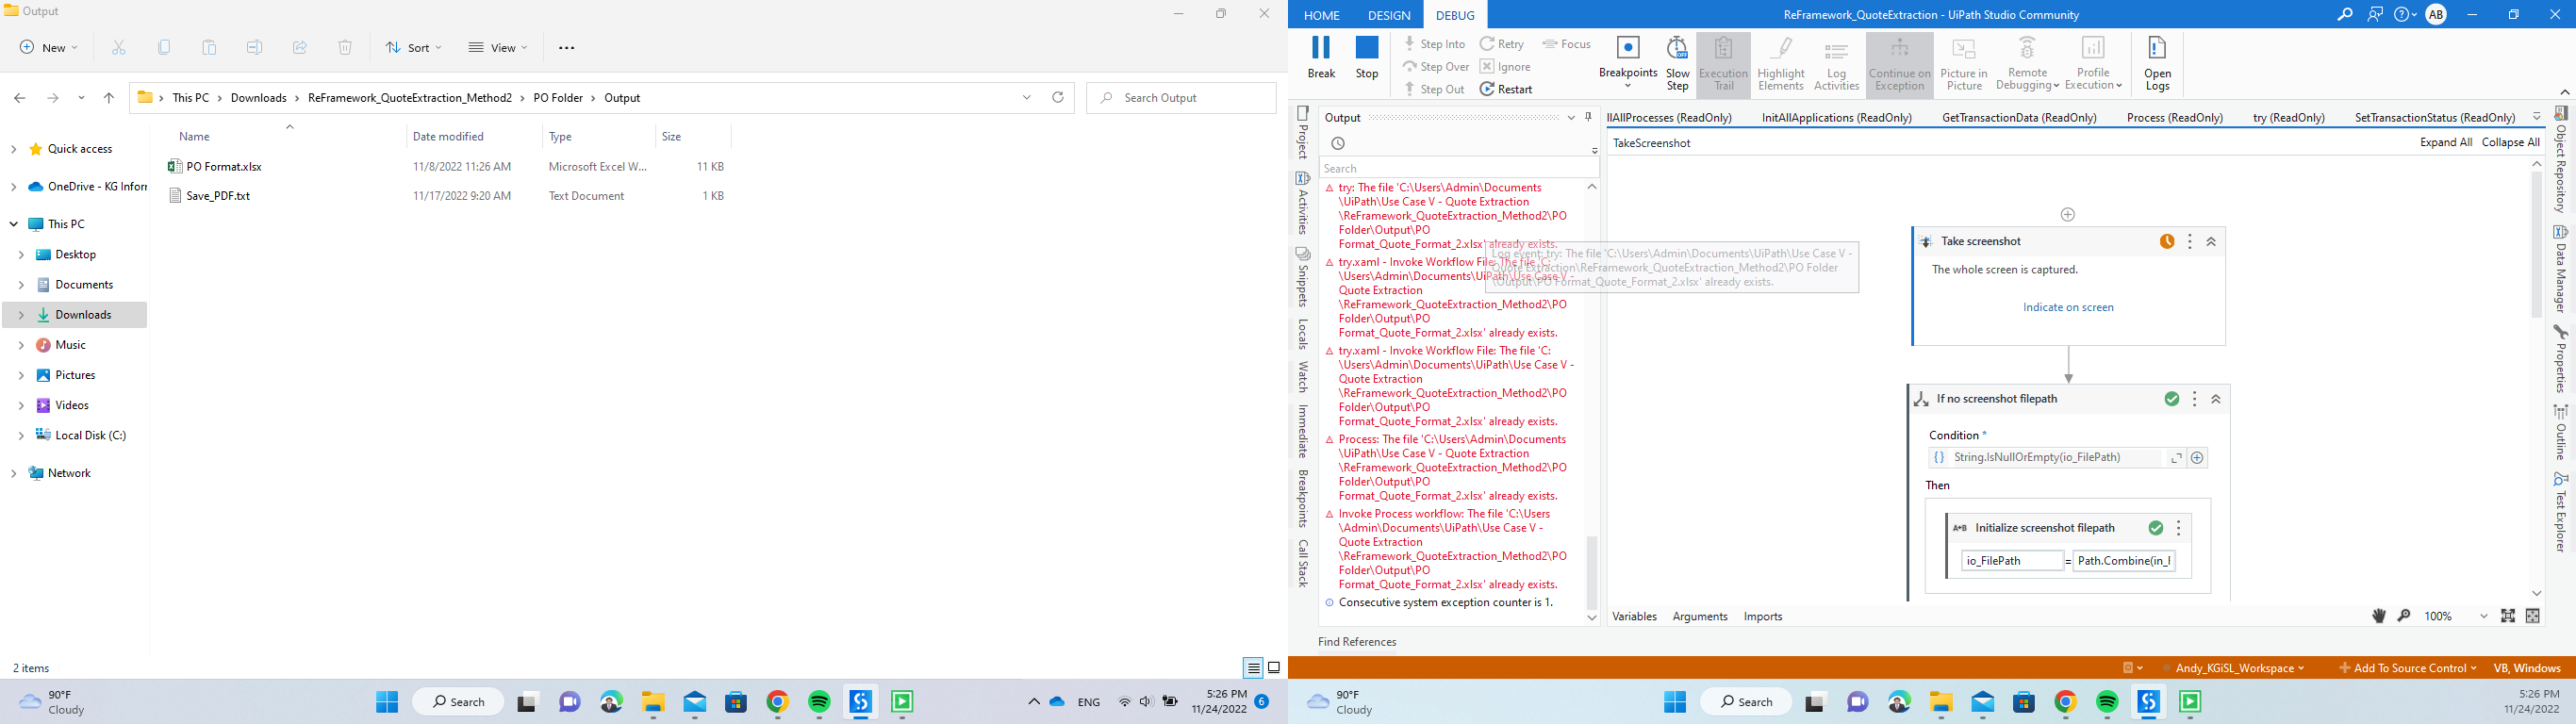 Output
New
Sort
View
This PC > Downloads > ReFramework_QuoteExtraction_Method2 > PO Folder > Output
Search Output
Name Date modified Type Size
PO Format.xlsx 11/8/2022 11:26 AM Microsoft Excel W... 11 KB
Save_PDF.txt 11/17/2022 9:20 AM Text Document 1 KB
Quick access
OneDrive - KG Inforr
This PC
Desktop
Documents
Downloads
Music
Pictures
Videos
Local Disk (C:)
Network
2 items
90°F
Cloudy
Search
ENG
5:26 PM
11/24/2022
6
HOME DESIGN DEBUG
ReFramework_QuoteExtraction - UiPath Studio Community
AB
Break
Stop
Step Into
Step Over
Step Out
Retry
Ignore
Restart
Focus
Breakpoints
Slow
Step
Execution
Trail
Highlight
Elements
Log
Activities
Continue on
Exception
Picture in
Picture
Remote
Debugging
Profile
Execution
Open
Logs
Project
Activities
Snippets
Locals
Watch
Immediate
Breakpoints
Call Stack
Output
Search
try: The file 'C:\Users\Admin\Documents
\UiPath\Use Case V - Quote Extraction
\ReFramework_QuoteExtraction_Method2\PO
Folder\Output\PO
Format_Quote_Format_2.xlsx' already exists.
try.xaml - Invoke Workflow File: The file 'C:
\Users\Admin\Documents\UiPath\Use Case V -
Quote Extraction
\ReFramework_QuoteExtraction_Method2\PO
Folder\Output\PO
Format_Quote_Format_2.xlsx' already exists.
try.xaml - Invoke Workflow File: The file 'C:
\Users\Admin\Documents\UiPath\Use Case V -
Quote Extraction
\ReFramework_QuoteExtraction_Method2\PO
Folder\Output\PO
Format_Quote_Format_2.xlsx' already exists.
Process: The file 'C:\Users\Admin\Documents
\UiPath\Use Case V - Quote Extraction
\ReFramework_QuoteExtraction_Method2\PO
Folder\Output\PO
Format_Quote_Format_2.xlsx' already exists.
Invoke Process workflow: The file 'C:\Users
\Admin\Documents\UiPath\Use Case V -
Quote Extraction
\ReFramework_QuoteExtraction_Method2\PO
Folder\Output\PO
Format_Quote_Format_2.xlsx' already exists.
Consecutive system exception counter is 1.
Log event: try: The file 'C:\Users\Admin\Documents\UiPath\Use Case V -
Quote Extraction\ReFramework_QuoteExtraction_Method2\PO Folder
\Output\PO Format_Quote_Format_2.xlsx' already exists.
Find References
llAllProcesses (ReadOnly) InitAllApplications (ReadOnly) GetTransactionData (ReadOnly) Process (ReadOnly) try (ReadOnly) SetTransactionStatus (ReadOnly)
TakeScreenshot
Expand All Collapse All
Take screenshot
The whole screen is captured.
Indicate on screen
If no screenshot filepath
Condition *
String.IsNullOrEmpty(io_FilePath)
Then
A+B Initialize screenshot filepath
io_FilePath = Path.Combine(in_F
Variables Arguments Imports
100%
Object Repository
Data Manager
Properties
Outline
Test Explorer
Andy_KGiSL_Workspace
Add To Source Control
VB, Windows
90°F
Cloudy
Search
5:26 PM
11/24/2022